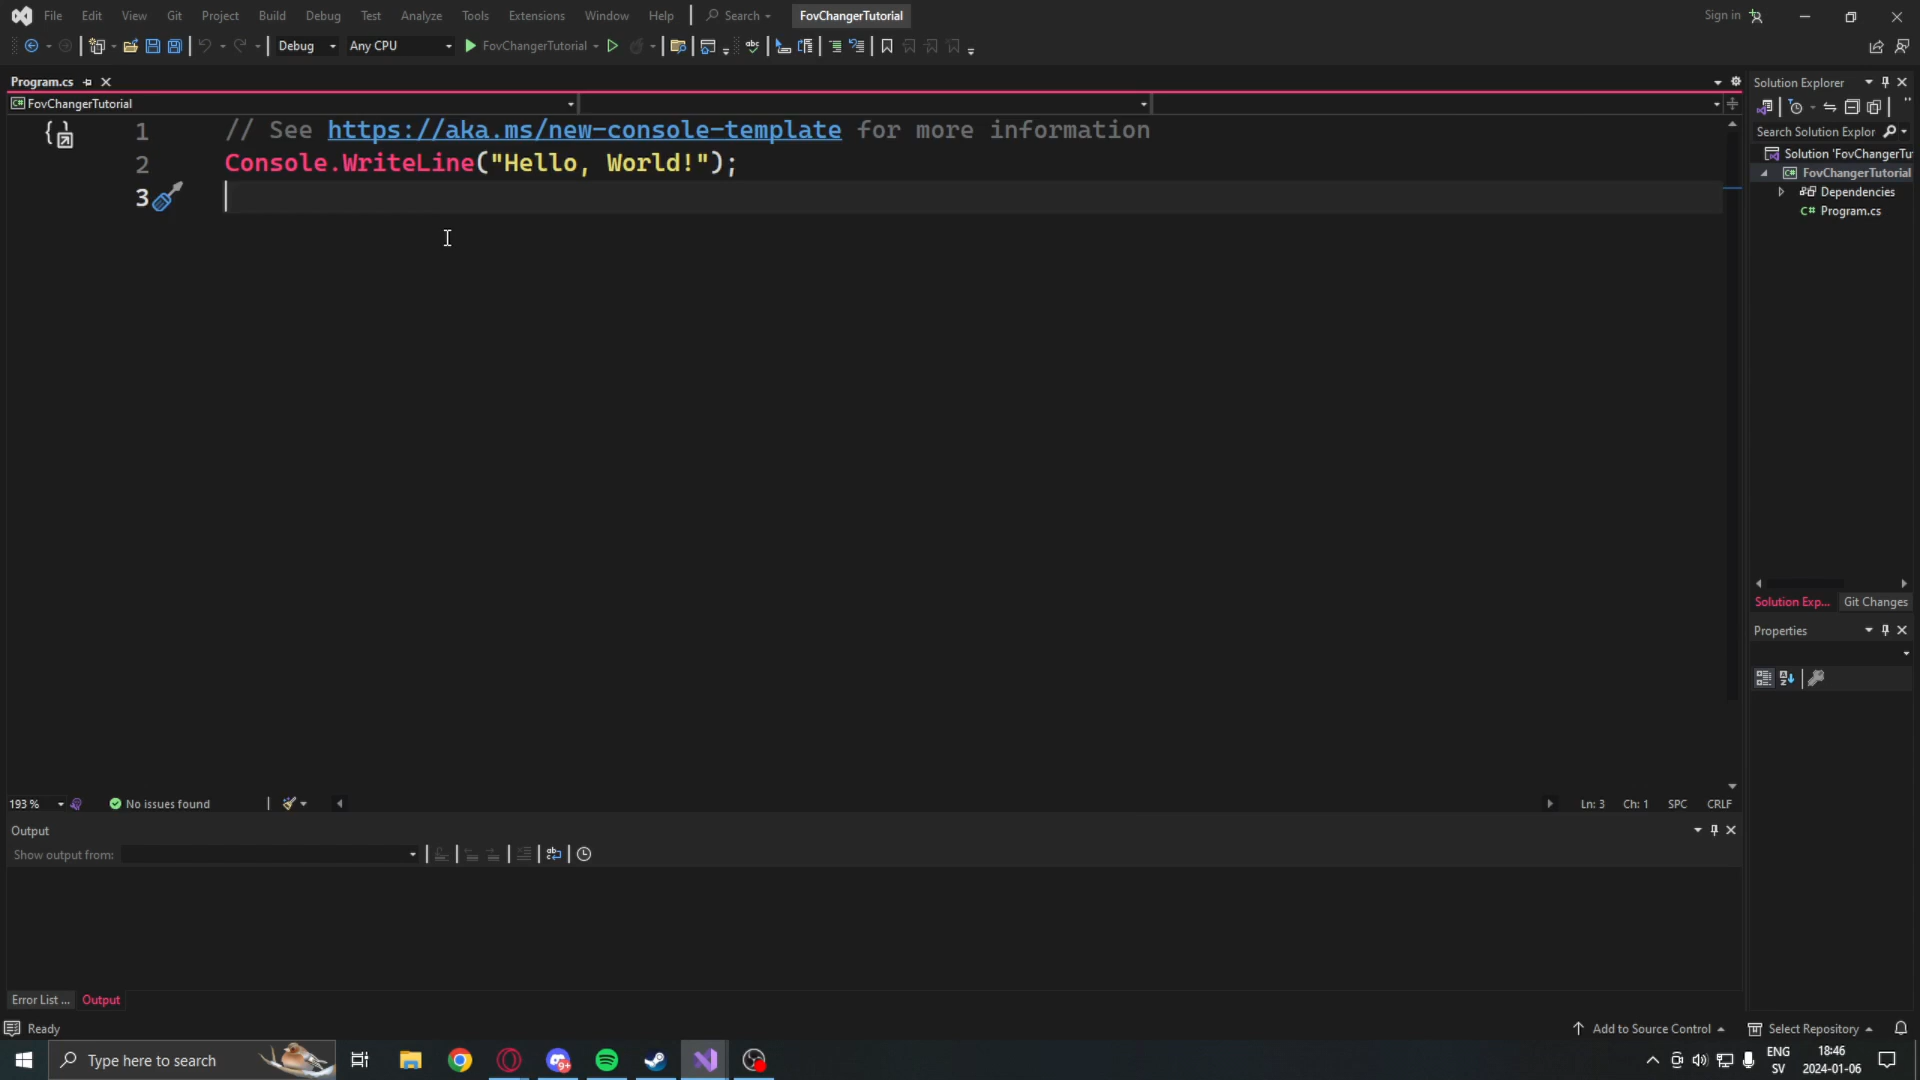 File Edit View Git Project Build Debug Test Analyze Tools Extensions Window Help Search FovChangerTutorial Sign in
Debug Any CPU FovChangerTutorial
Program.cs
FovChangerTutorial
1 // See https://aka.ms/new-console-template for more information
2 Console.WriteLine("Hello, World!");
3
193 % No issues found Ln: 3 Ch: 1 SPC CRLF
Output
Show output from:
Error List ... Output
Ready Add to Source Control Select Repository
Solution Explorer
Search Solution Explor
Solution 'FovChangerTu
FovChangerTutorial
Dependencies
C# Program.cs
Solution Exp... Git Changes
Properties
Type here to search
ENG
SV
18:46
2024-01-06